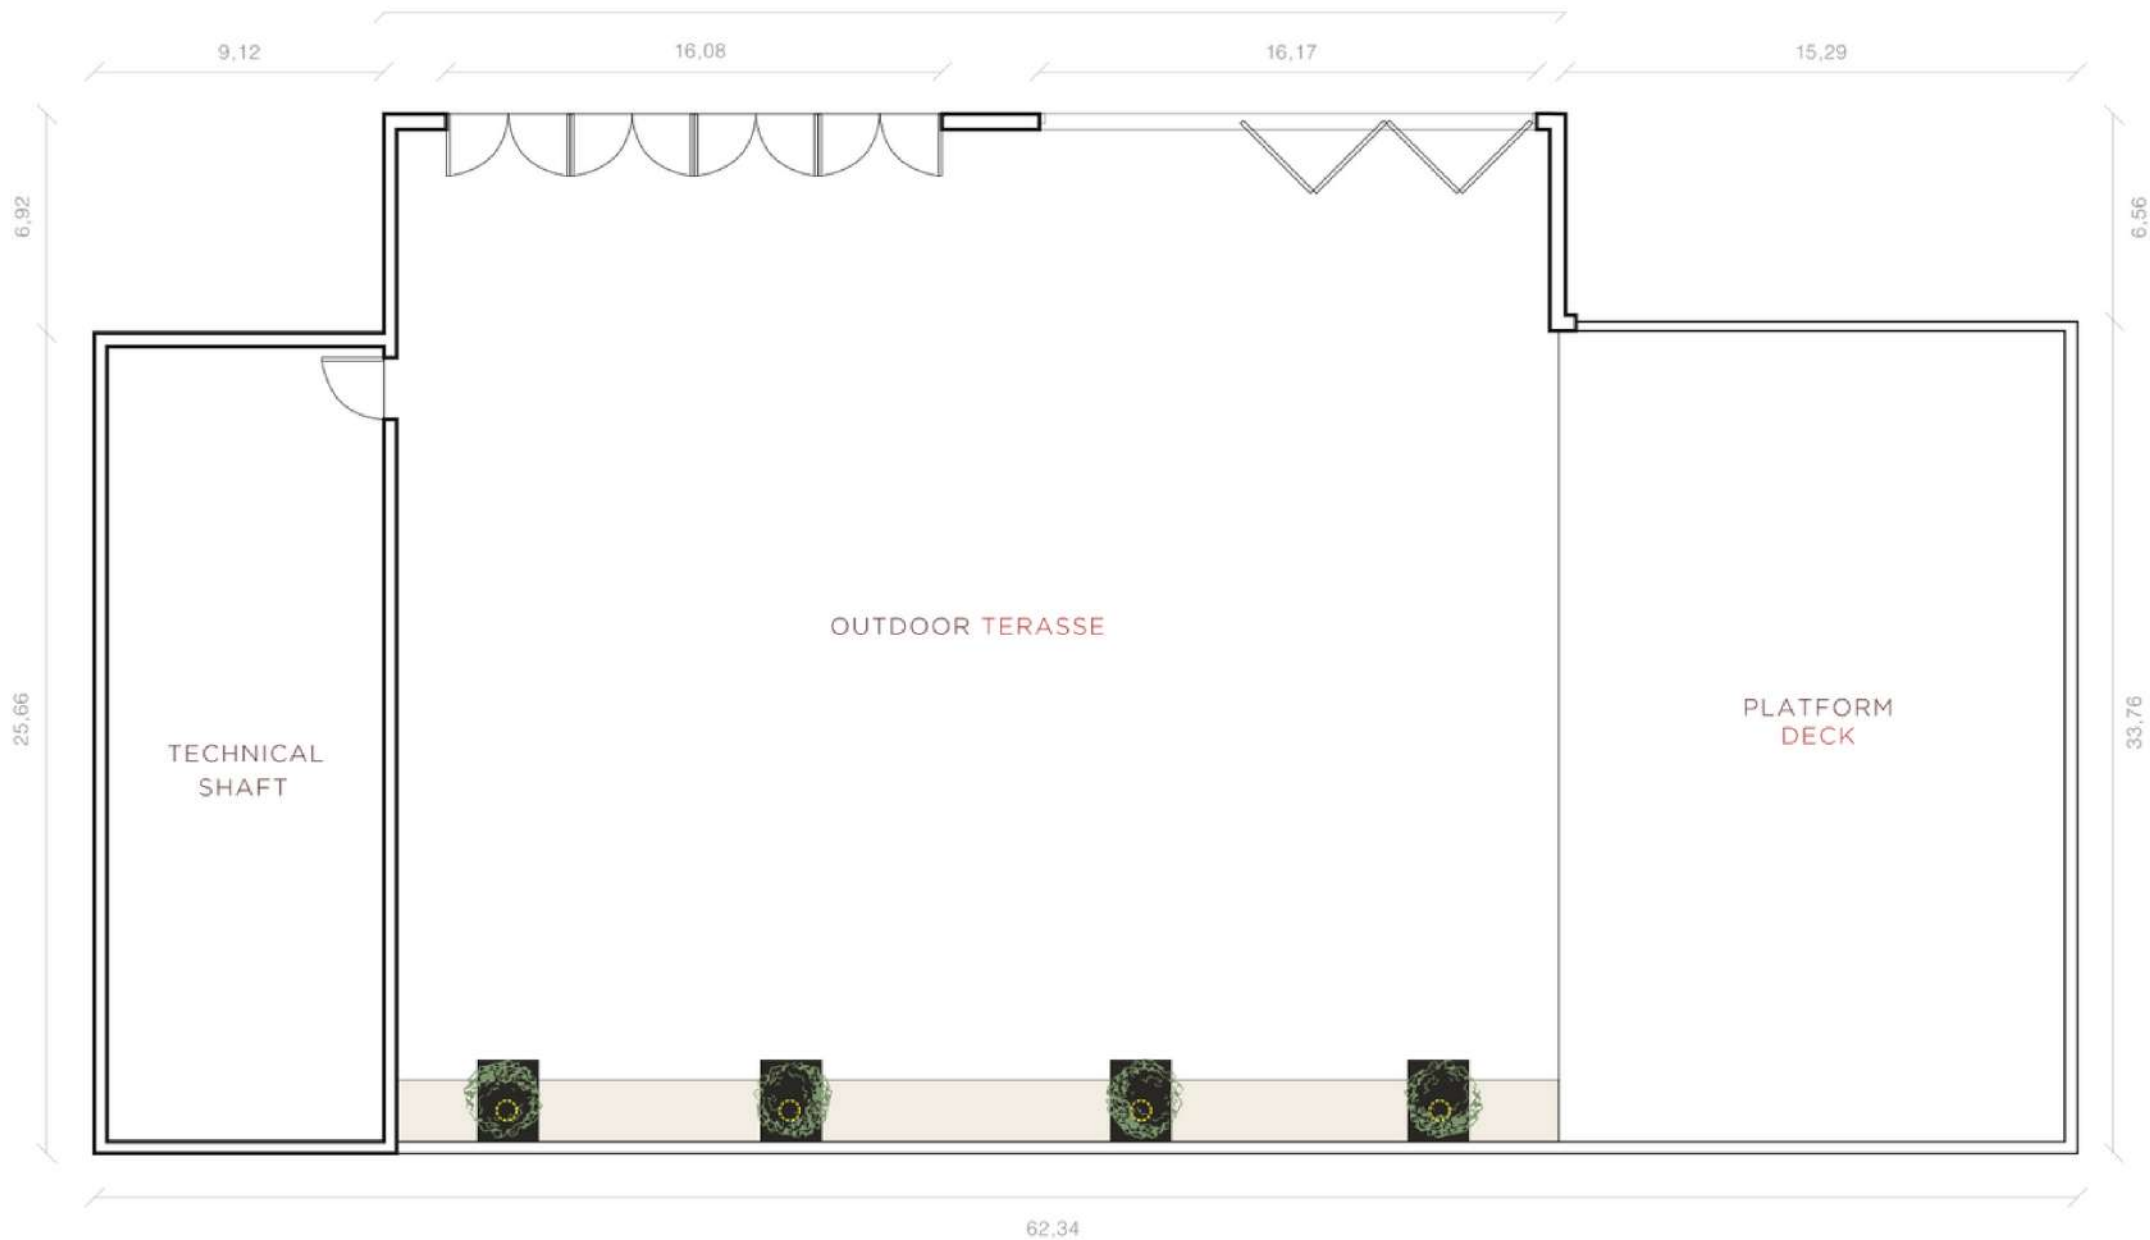 9,12
16,08
16,17
15,29
6,92
6,56
OUTDOOR TERASSE
25,66
TECHNICAL
SHAFT
PLATFORM
DECK
33,76
62,34